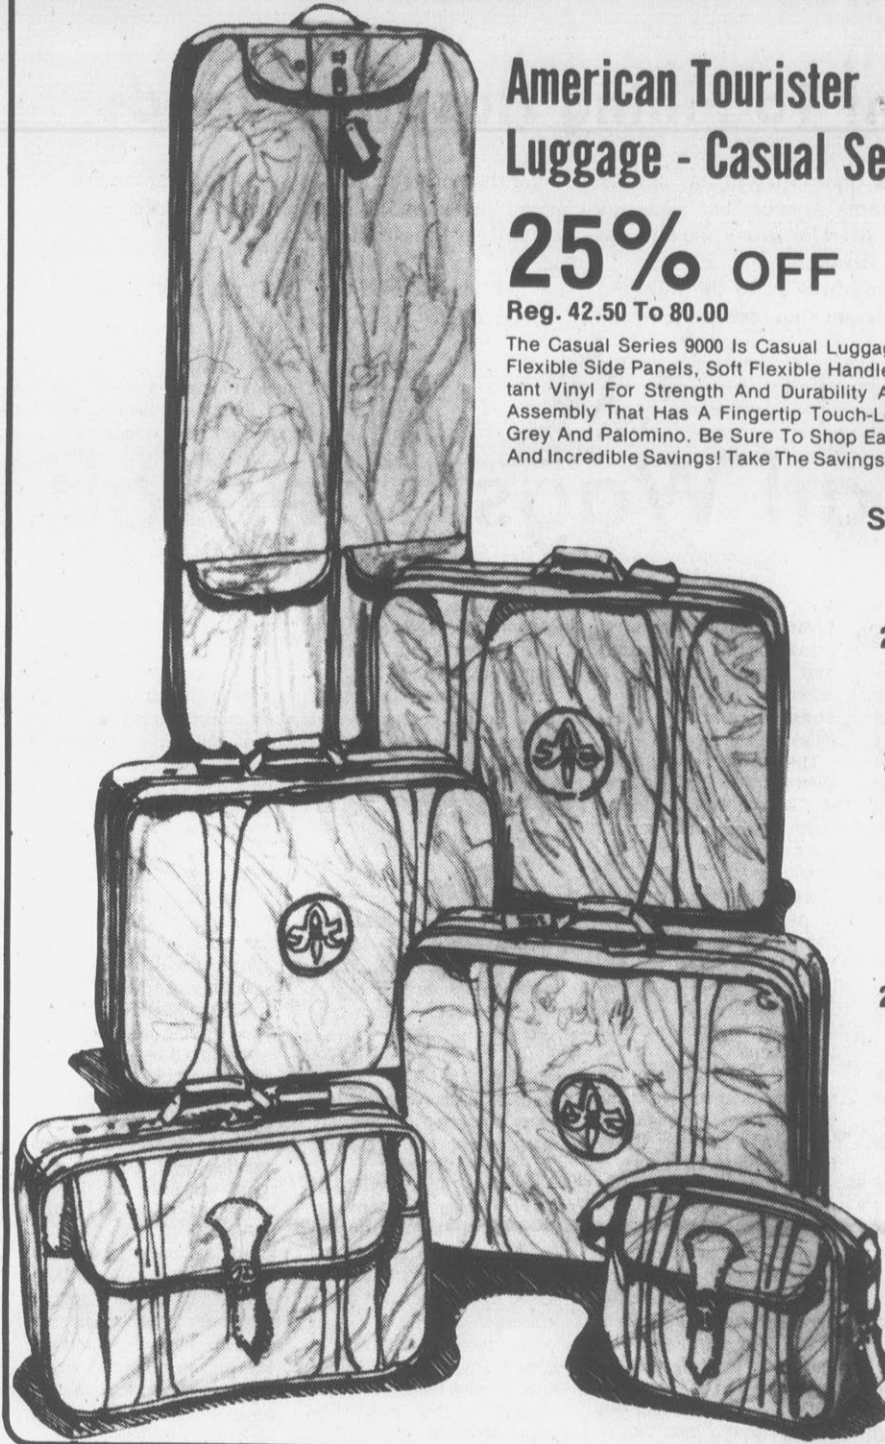 American Tourister
Luggage - Casual Se
25% OFF
Reg. 42.50 To 80.00
The Casual Series 9000 Is Casual Luggag
Flexible Side Panels, Soft Flexible Handle
tant Vinyl For Strength And Durability A
Assembly That Has A Fingertip Touch-L
Grey And Palomino. Be Sure To Shop Ea
And Incredible Savings! Take The Savings
S
2
2